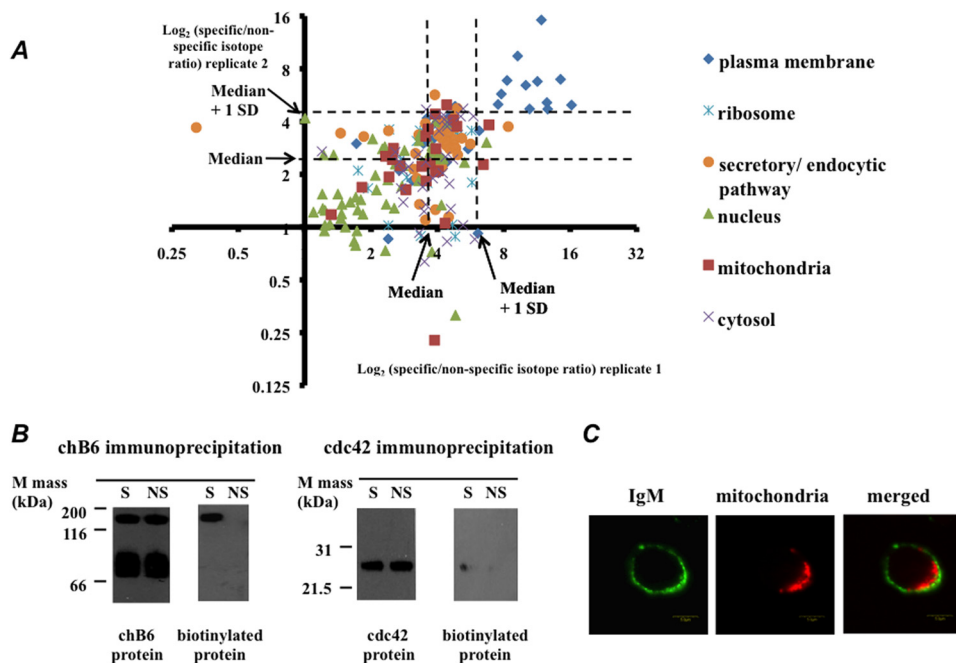 A
Log2 (specific/non-
specific isotope
ratio) replicate 2
Median
+ 1 SD
Median
16
8
4
2
1
0.5
0.25
0.125
0.25
0.5
2
4
8
16
32
Median
Median
+ 1 SD
Log2 (specific/non-specific isotope ratio) replicate 1
plasma membrane
ribosome
secretory/ endocytic
pathway
nucleus
mitochondria
cytosol
B
chB6 immunoprecipitation
M mass
(kDa)
S NS S NS
200
116
66
chB6
protein
biotinylated
protein
cdc42 immunoprecipitation
M mass
(kDa)
S NS S NS
31
21.5
cdc42
protein
biotinylated
protein
C
IgM mitochondria merged